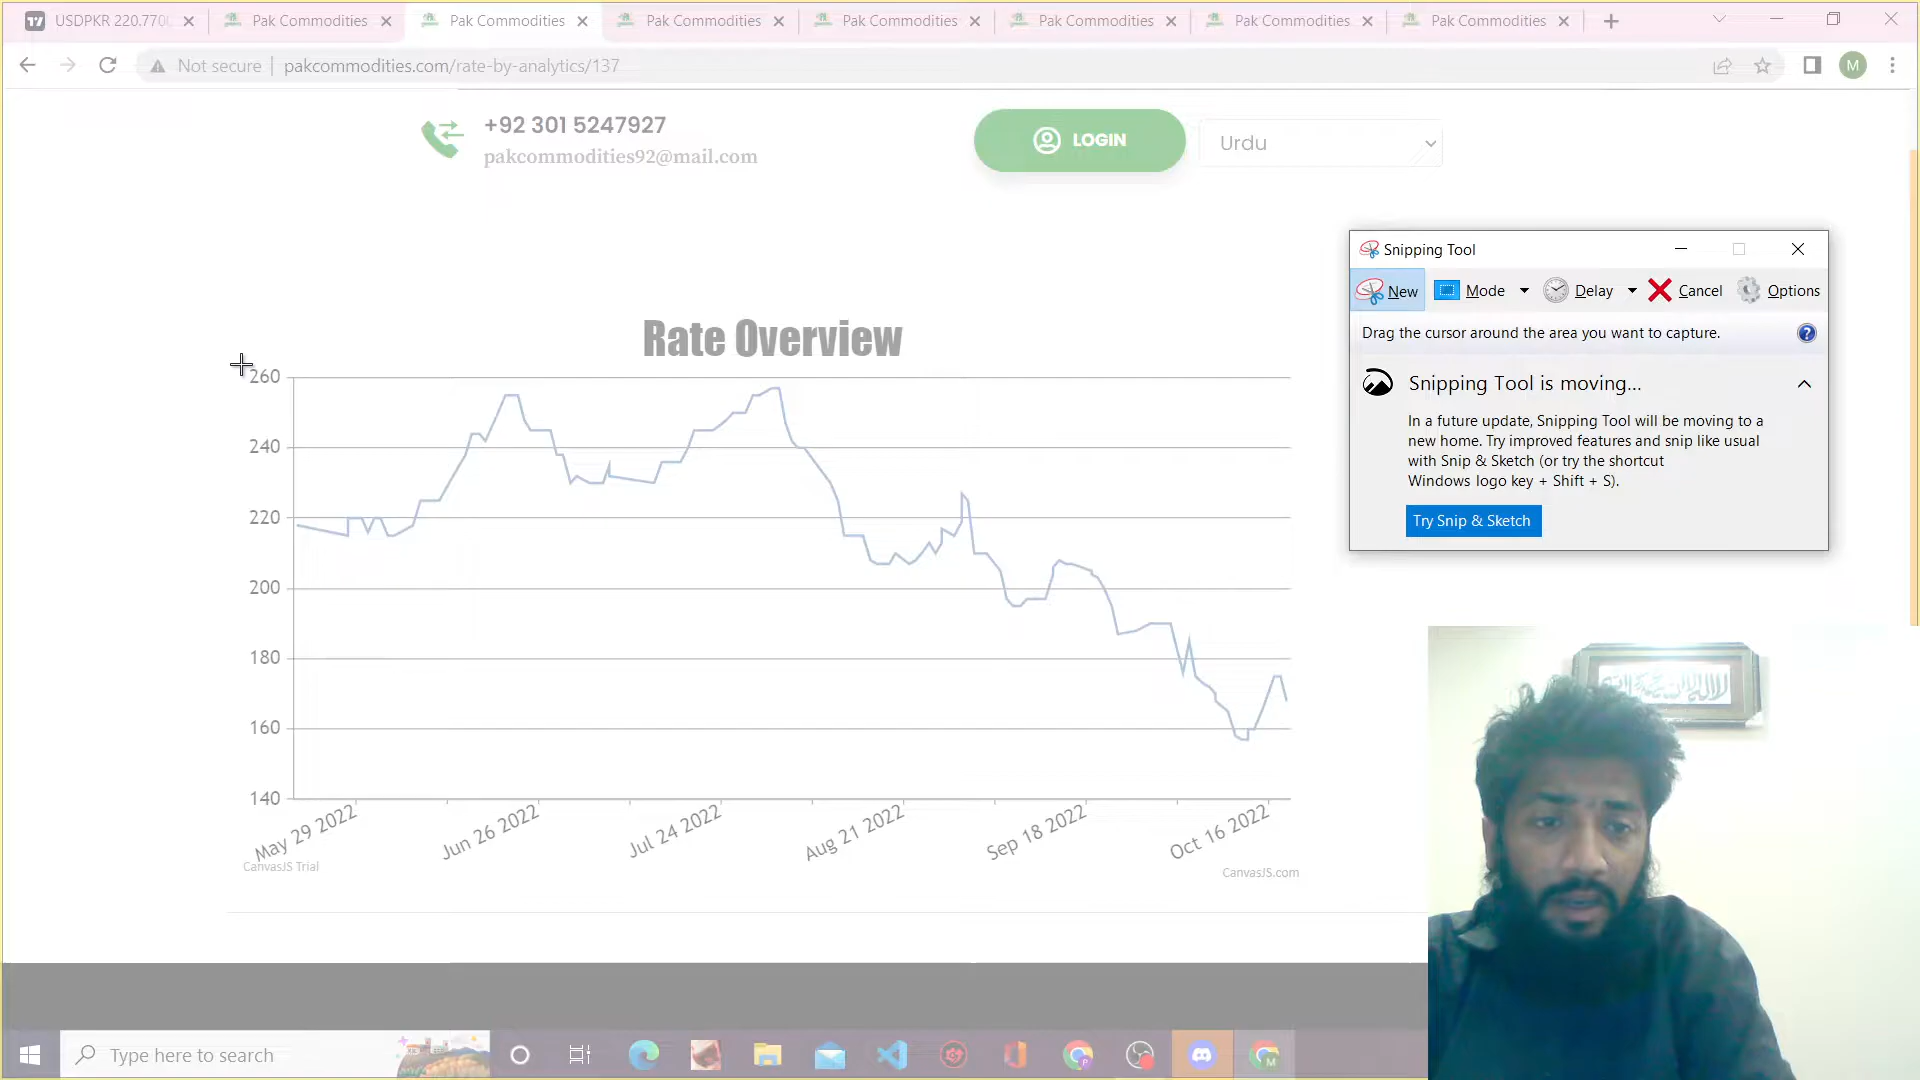 USDPKR 220.770
Pak Commodities
Pak Commodities
Pak Commodities
Pak Commodities
Pak Commodities
Pak Commodities
Pak Commodities
Not secure
pakcommodities.com/rate-by-analytics/137
M
+92 301 5247927
pakcommodities92@mail.com
LOGIN
Urdu
Snipping Tool
New
Mode
Delay
Cancel
Options
Drag the cursor around the area you want to capture.
Snipping Tool is moving...
In a future update, Snipping Tool will be moving to a
new home. Try improved features and snip like usual
with Snip & Sketch (or try the shortcut
Windows logo key + Shift + S).
Try Snip & Sketch
Rate Overview
260
240
220
200
180
160
140
May 29 2022
Jun 26 2022
Jul 24 2022
Aug 21 2022
Sep 18 2022
Oct 16 2022
CanvasJS Trial
CanvasJS.com
Type here to search